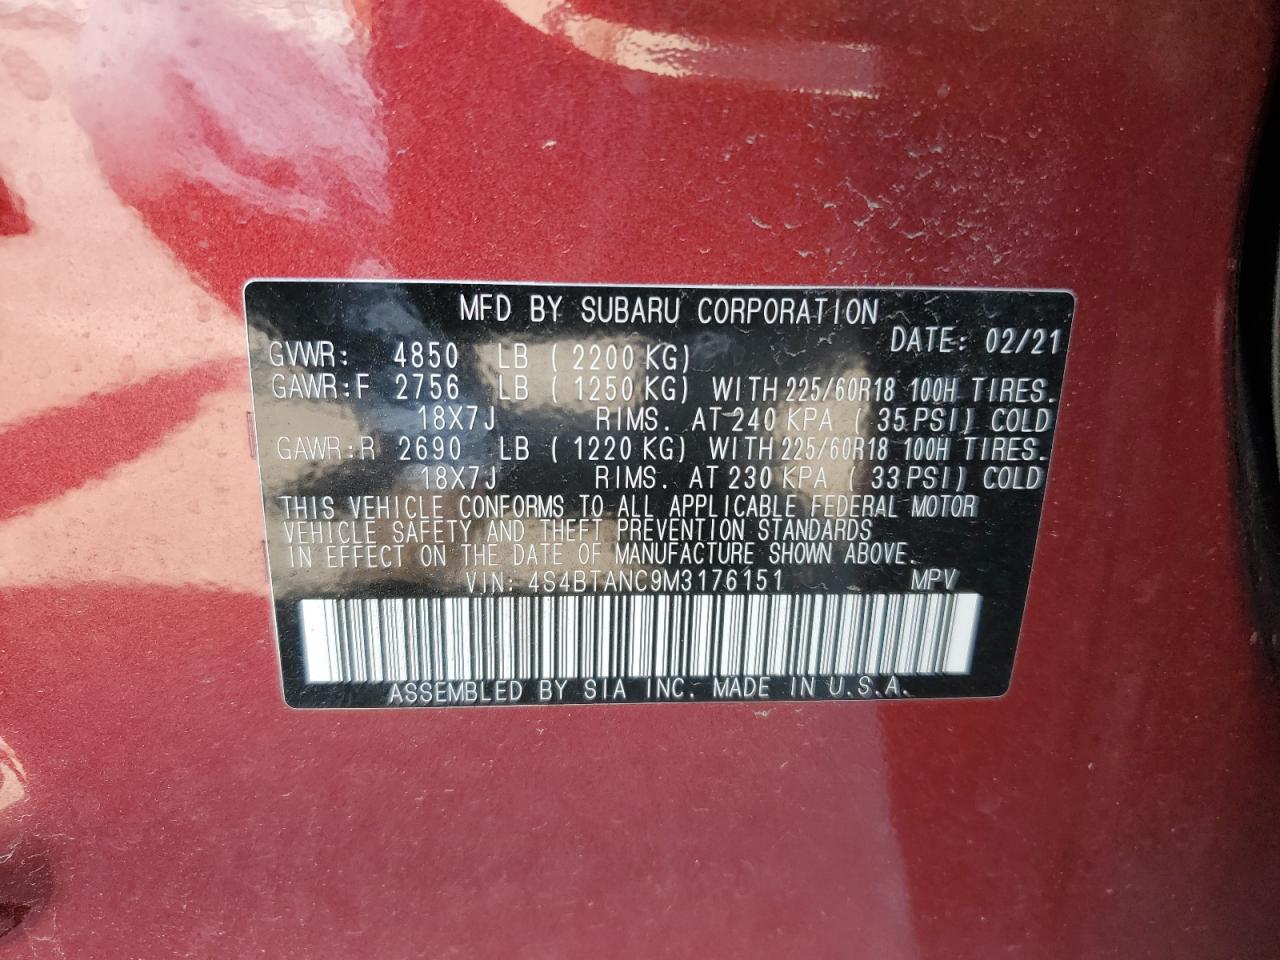 MFD BY SUBARU CORPORATION
DATE: 02/21
GVWR: 4850 LB ( 2200 KG)
GAWR:F 2756 LB ( 1250 KG) WITH 225/60R18 100H TIRES.
18X7J RIMS. AT 240 KPA ( 35 PSI) COLD
GAWR:R 2690 LB ( 1220 KG) WITH 225/60R18 100H TIRES.
18X7J RIMS. AT 230 KPA ( 33 PSI) COLD
THIS VEHICLE CONFORMS TO ALL APPLICABLE FEDERAL MOTOR
VEHICLE SAFETY AND THEFT PREVENTION STANDARDS
IN EFFECT ON THE DATE OF MANUFACTURE SHOWN ABOVE.
VIN: 4S4BTANC9M3176151 MPV
ASSEMBLED BY SIA INC. MADE IN U.S.A.